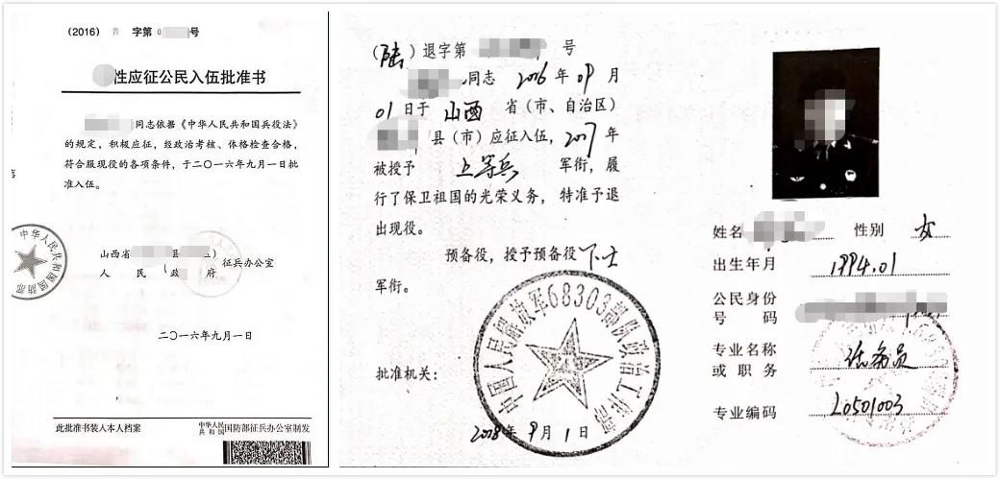 (2016) 字第0 号
性应征公民入伍批准书
同志依据《中华人民共和国兵役法》
的规定，积极应征，经政治考核、体格检查合格，
符合服现役的各项条件，于二〇一六年九月一日批
准入伍。
中华人民共和国国防部
山西省 县 征兵办公室
人民政府
二〇一六年九月一日
此批准书装入本人档案
中华人民共和国国防部征兵办公室制发
(陆)退字第 号
同志 2016 年 09 月
01 日于 山西 省(市、自治区)
县(市)应征入伍，2017 年
被授予 上等兵 军衔，履
行了保卫祖国的光荣义务，特准予退
出现役。
预备役，授予预备役 下士
军衔。
中国人民解放军68303部队政治工作部
批准机关：
2018 年 9 月 1 日
姓名 性别 女
出生年月 1994.01
公民身份
号码
专业名称
或职务 话务员
专业编码 L0501003